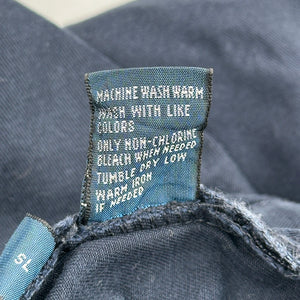 MACHINE WASH WARM
WASH WITH LIKE
COLORS
ONLY NON-CHLORINE
BLEACH WHEN NEEDED
TUMBLE DRY LOW
WARM IRON
IF NEEDED
SL